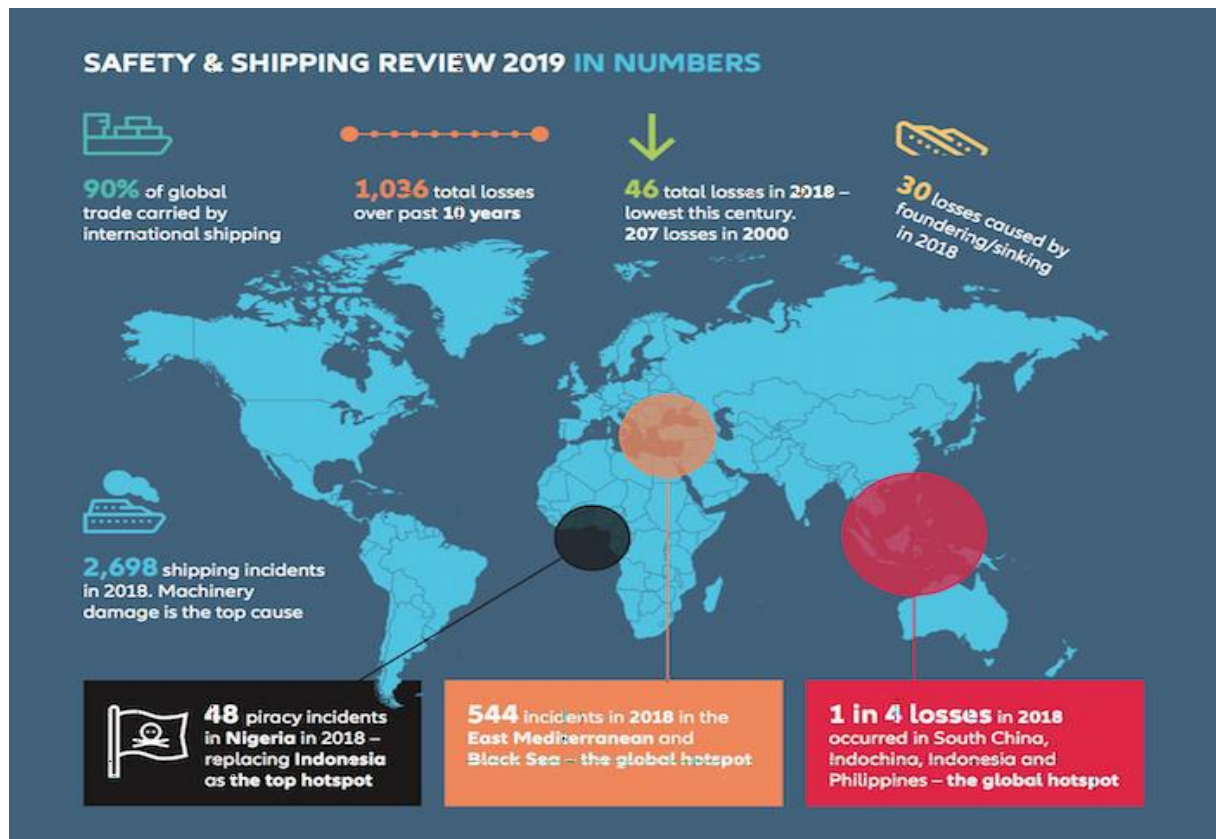 SAFETY & SHIPPING REVIEW 2019 IN NUMBERS
90% of global
trade carried by
international shipping
1,036 total losses
over past 10 years
46 total losses in 2018 –
lowest this century.
207 losses in 2000
30 losses caused by
foundering/sinking
in 2018
2,698 shipping incidents
in 2018. Machinery
damage is the top cause
48 piracy incidents
in Nigeria in 2018 –
replacing Indonesia
as the top hotspot
544 incidents in 2018 in the
East Mediterranean and
Black Sea – the global hotspot
1 in 4 losses in 2018
occurred in South China,
Indochina, Indonesia and
Philippines – the global hotspot